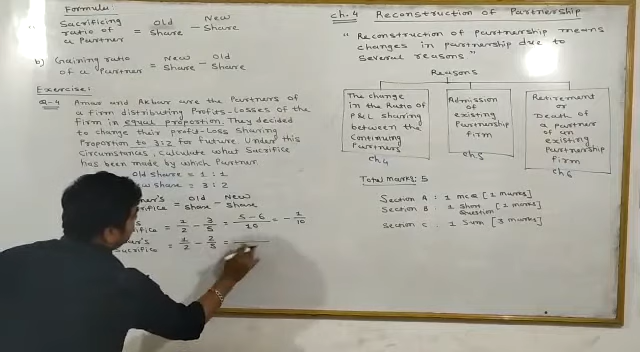 Formula
Sacrificing ratio of a Partner = Old Share - New Share
b) Gaining ratio of a Partner = New Share - Old Share
Exercise:
Q-4 Amar and Akbar are the Partners of
a firm distributing Profits-Losses of the
firm in equal proportion. They decided
to change their profit-Loss sharing
Proportion to 3:2 for future. Under this
Circumstances, Calculate what Sacrifice
has been made by which Partner
Old Share = 1 : 1
Share = 3 : 2
= Old Share - New Share
= 1/2 - 3/5 = 5-6/10 = -1/10
= 1/2 - 2/5 =
ch.4 Reconstruction of Partnership
" Reconstruction of partnership means
changes in partnership due to
Several reasons "
Reasons
The change
in the Ratio of
P&L sharing
between the
Continuing
Partners
ch.4
Admission
of
existing
Partnership
firm
ch.5
Retirement
or
Death of
a partner
of an
existing
Partnership
firm
ch.6
Total marks: 5
Section A : 1 mcq [1 marks]
Section B : 1 Short Question [1 marks]
Section C : 1 Sum [3 marks]